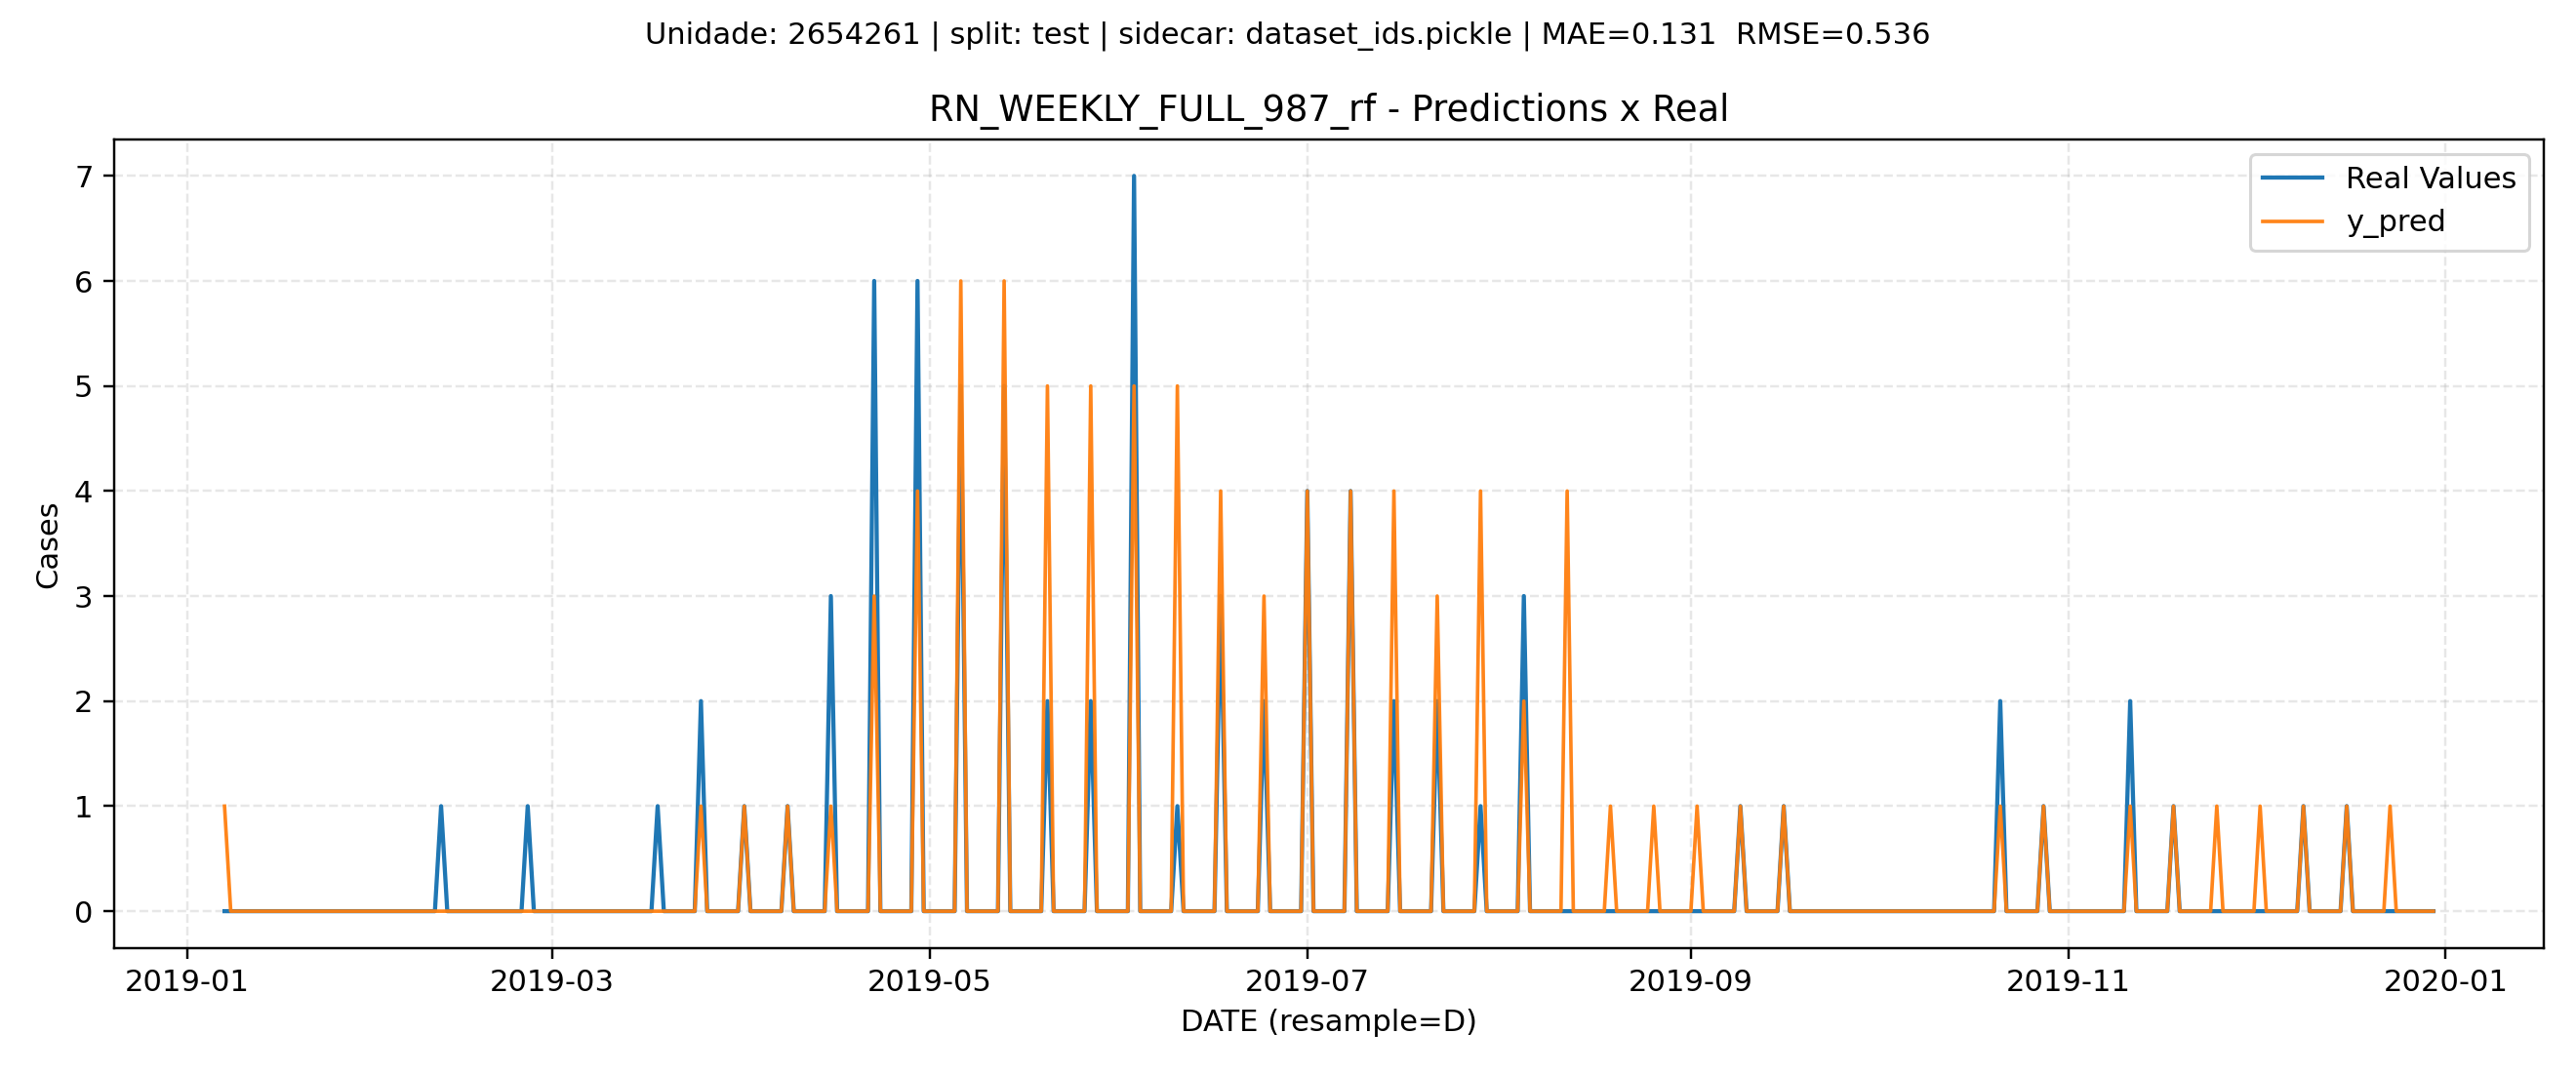 Unidade: 2654261 | split: test | sidecar: dataset_ids.pickle | MAE=0.131  RMSE=0.536
RN_WEEKLY_FULL_987_rf - Predictions x Real
Real Values
y_pred
7
6
5
4
3
2
1
0
Cases
2019-01
2019-03
2019-05
2019-07
2019-09
2019-11
2020-01
DATE (resample=D)